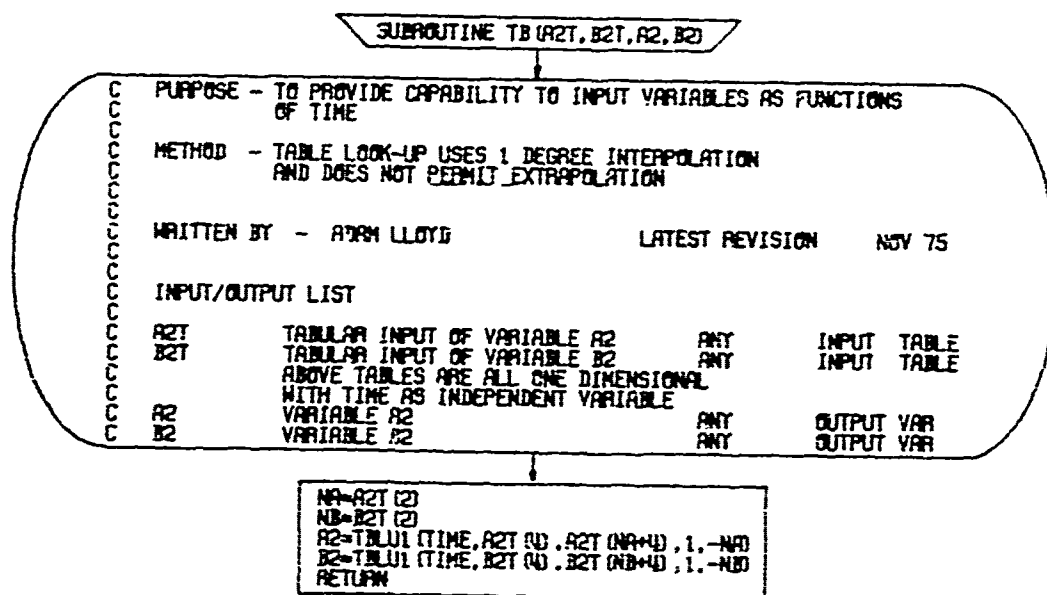 SUBROUTINE TB(A2T,B2T,A2,B2)
C PURPOSE - TO PROVIDE CAPABILITY TO INPUT VARIABLES AS FUNCTIONS
C OF TIME
C
C METHOD - TABLE LOOK-UP USES 1 DEGREE INTERPOLATION
C AND DOES NOT PERMIT EXTRAPOLATION
C
C
C WRITTEN BY - ADAM LLOYD LATEST REVISION NOV 75
C
C
C INPUT/OUTPUT LIST
C
C A2T TABULAR INPUT OF VARIABLE A2 ANY INPUT TABLE
C B2T TABULAR INPUT OF VARIABLE B2 ANY INPUT TABLE
C ABOVE TABLES ARE ALL ONE DIMENSIONAL
C WITH TIME AS INDEPENDENT VARIABLE
C A2 VARIABLE A2 ANY OUTPUT VAR
C B2 VARIABLE B2 ANY OUTPUT VAR
NA=A2T(2)
NB=B2T(2)
A2=TBLU1(TIME,A2T(4),A2T(NA+4),1,-NA)
B2=TBLU1(TIME,B2T(4),B2T(NB+4),1,-NB)
RETURN